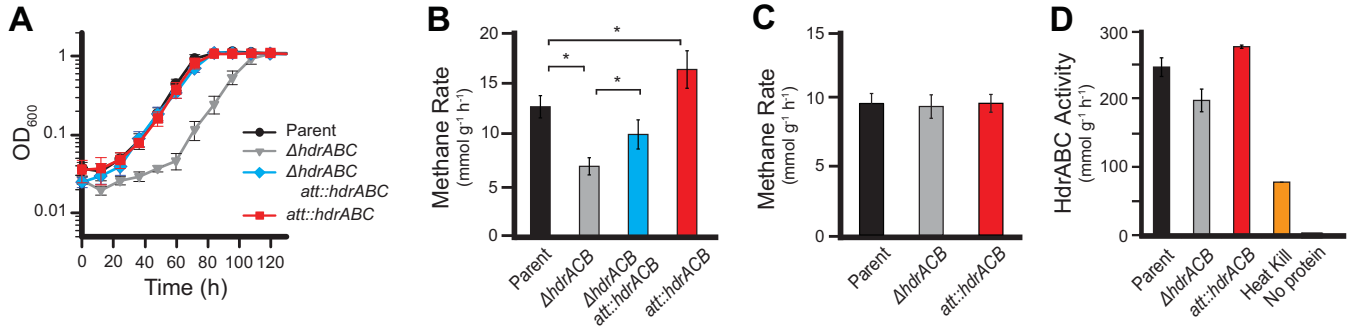 A
OD600
1
0.1
0.01
0 20 40 60 80 100 120
Time (h)
Parent
ΔhdrABC
ΔhdrABC
att::hdrABC
att::hdrABC
B
Methane Rate
(mmol g-1 h-1)
20
15
10
5
0
*
*
*
Parent
ΔhdrACB
ΔhdrACB
att::hdrACB
att::hdrACB
C
Methane Rate
(mmol g-1 h-1)
15
10
5
0
Parent
ΔhdrACB
att::hdrACB
D
HdrABC Activity
(mmol g-1 h-1)
300
250
200
150
100
50
0
Parent
ΔhdrACB
att::hdrACB
Heat Kill
No protein